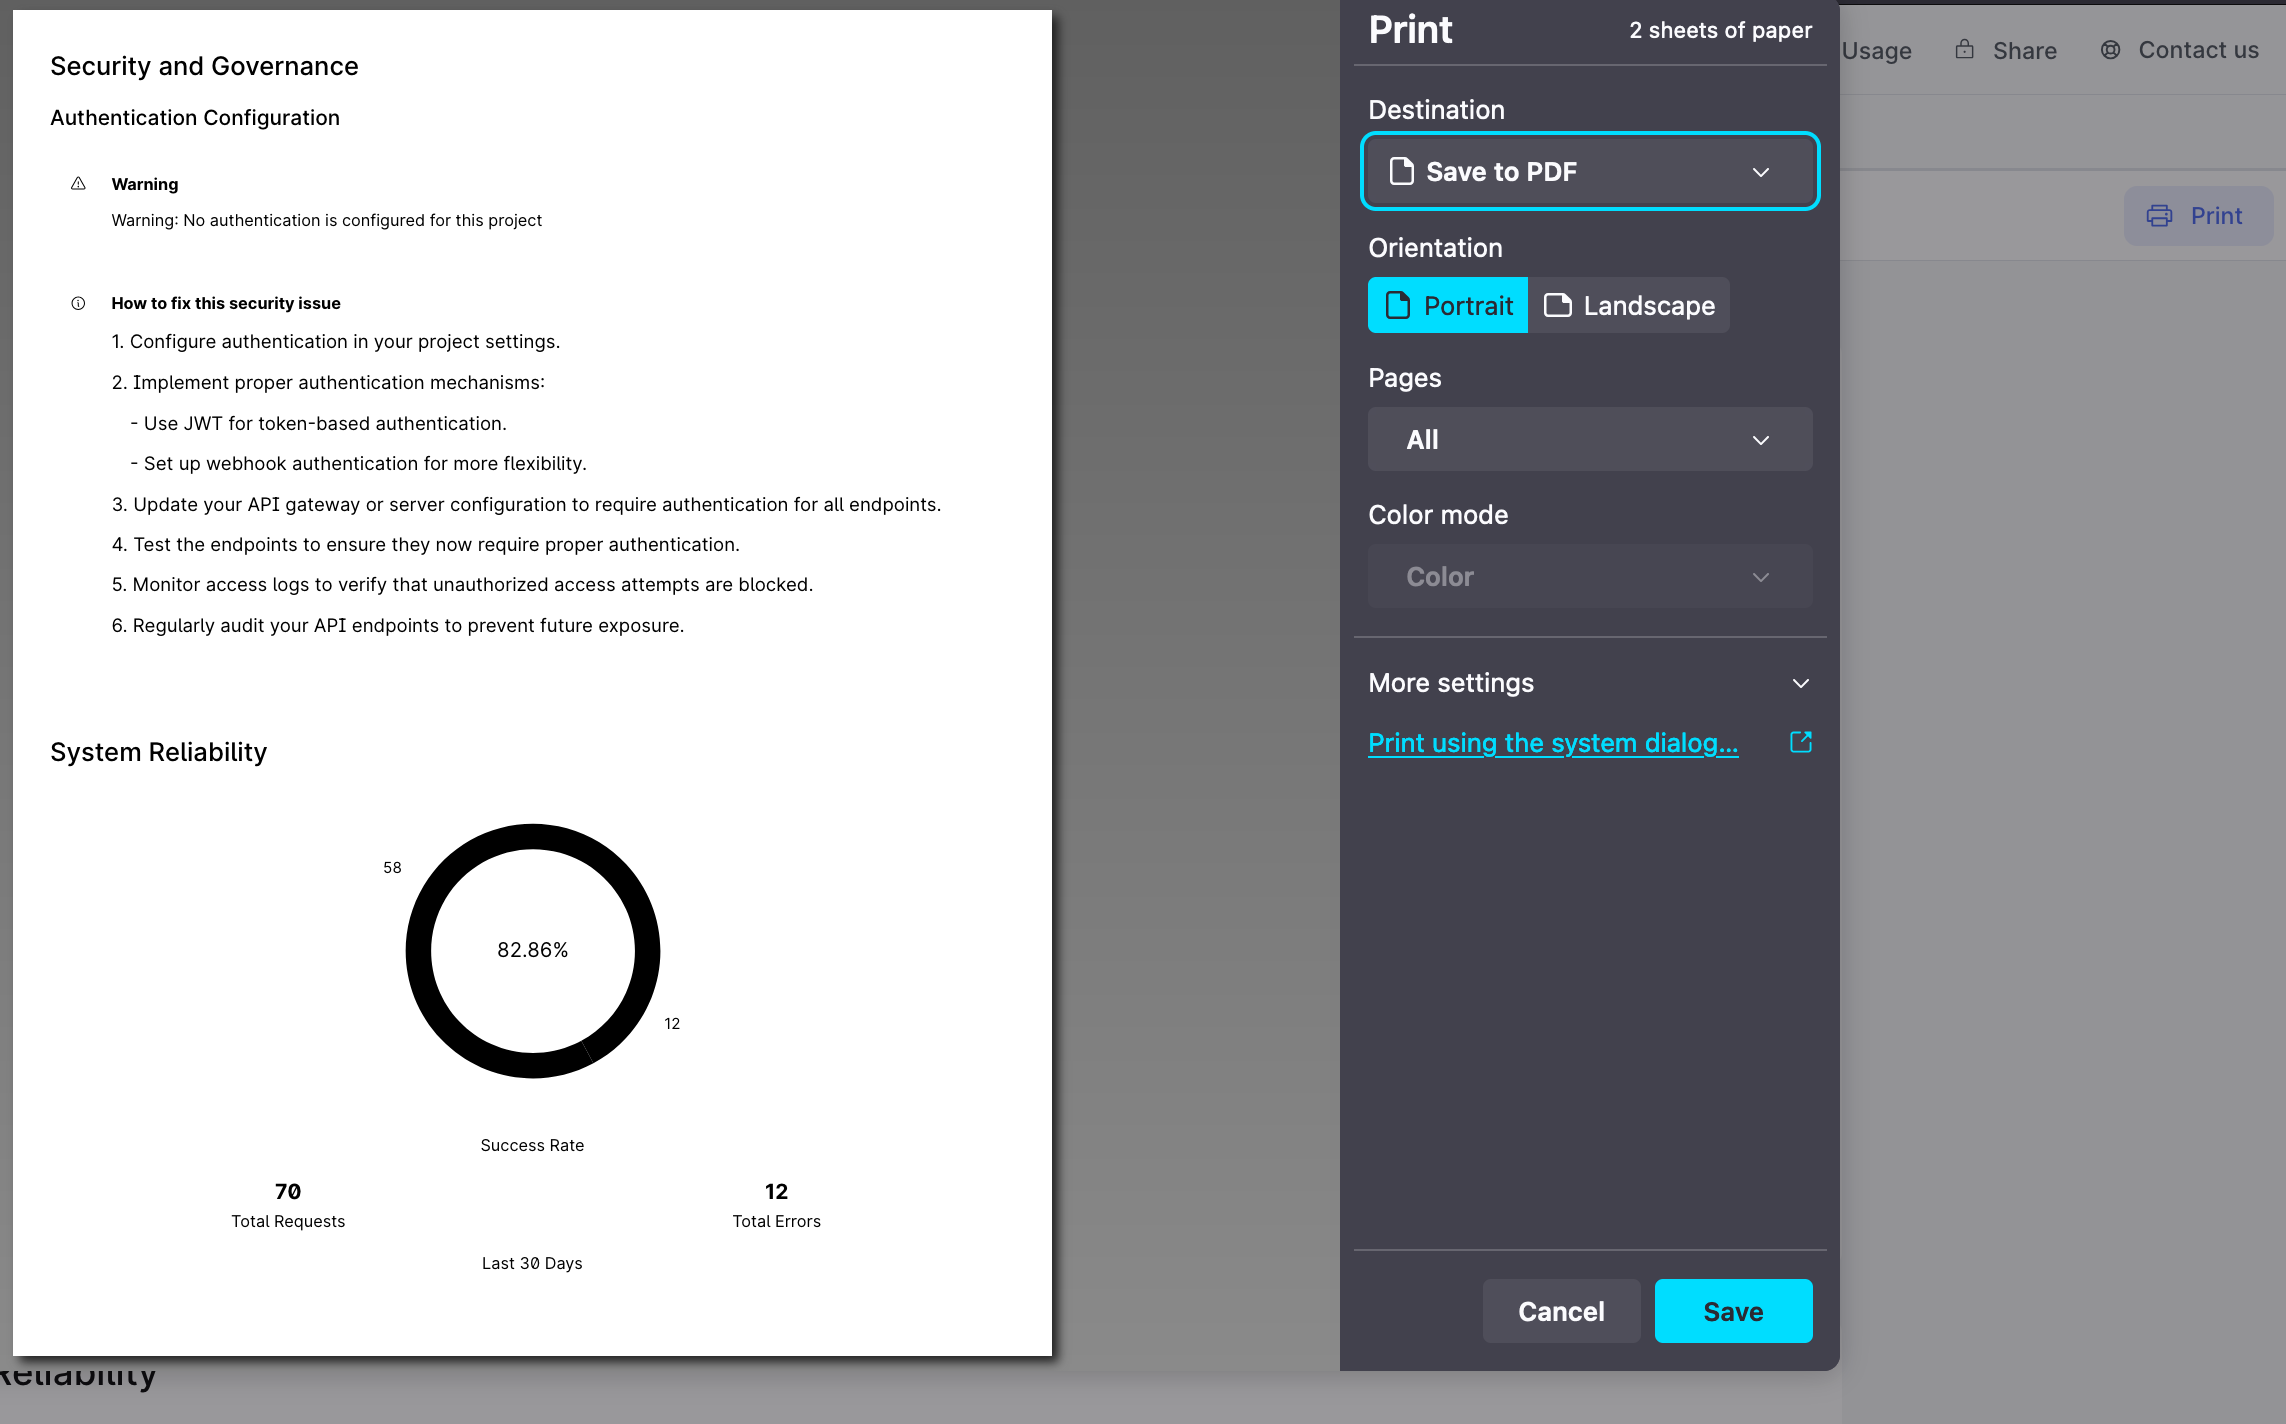 Security and Governance
Authentication Configuration
Warning
Warning: No authentication is configured for this project
How to fix this security issue
1. Configure authentication in your project settings.
2. Implement proper authentication mechanisms:
- Use JWT for token-based authentication.
- Set up webhook authentication for more flexibility.
3. Update your API gateway or server configuration to require authentication for all endpoints.
4. Test the endpoints to ensure they now require proper authentication.
5. Monitor access logs to verify that unauthorized access attempts are blocked.
6. Regularly audit your API endpoints to prevent future exposure.
System Reliability
58
82.86%
12
Success Rate
70
Total Requests
12
Total Errors
Last 30 Days
Reliability
Print
2 sheets of paper
Destination
Save to PDF
Orientation
Portrait
Landscape
Pages
All
Color mode
Color
More settings
Print using the system dialog...
Cancel
Save
Usage
Share
Contact us
Print